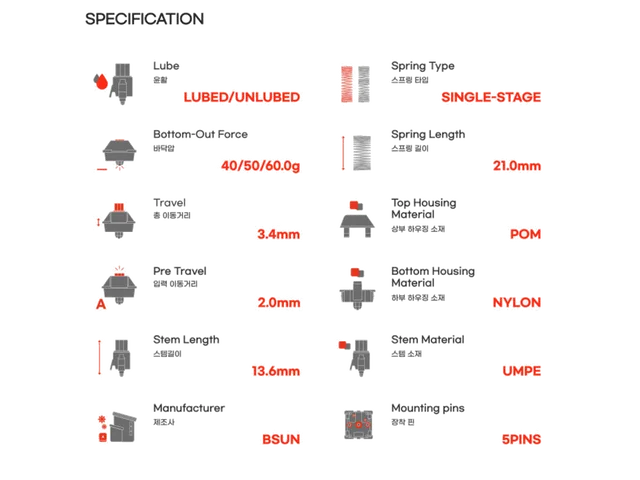 SPECIFICATION
Lube
윤활
LUBED/UNLUBED
Spring Type
스프링 타입
SINGLE-STAGE
Bottom-Out Force
바닥압
40/50/60.0g
Spring Length
스프링 길이
21.0mm
Travel
총 이동거리
3.4mm
Top Housing
Material
상부 하우징 소재
POM
Pre Travel
입력 이동거리
A
2.0mm
Bottom Housing
Material
하부 하우징 소재
NYLON
Stem Length
스템길이
13.6mm
Stem Material
스템 소재
UMPE
Manufacturer
제조사
BSUN
Mounting pins
장착 핀
5PINS